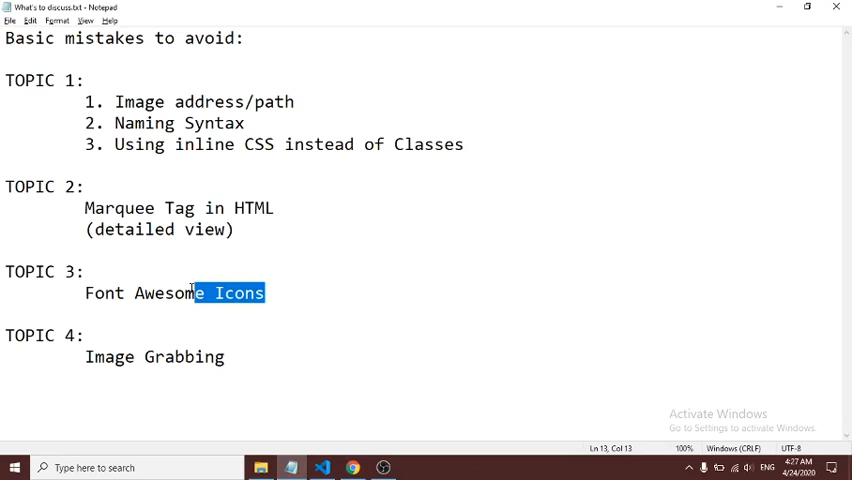 What's to discuss.txt - Notepad
File Edit Format View Help
Basic mistakes to avoid:
TOPIC 1:
1. Image address/path
2. Naming Syntax
3. Using inline CSS instead of Classes
TOPIC 2:
Marquee Tag in HTML
(detailed view)
TOPIC 3:
Font Awesome Icons
TOPIC 4:
Image Grabbing
Activate Windows
Go to Settings to activate Windows.
Ln 13, Col 13 100% Windows (CRLF) UTF-8
Type here to search
ENG
4:27 AM
4/24/2020